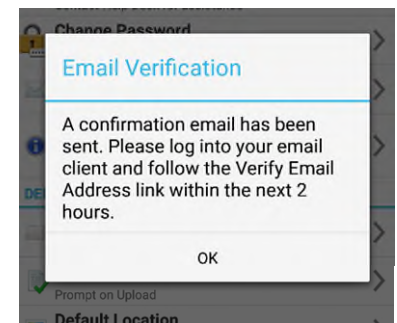 Change Password
Email Verification
A confirmation email has been
sent. Please log into your email
client and follow the Verify Email
Address link within the next 2
hours.
OK
Prompt on Upload
Default Location